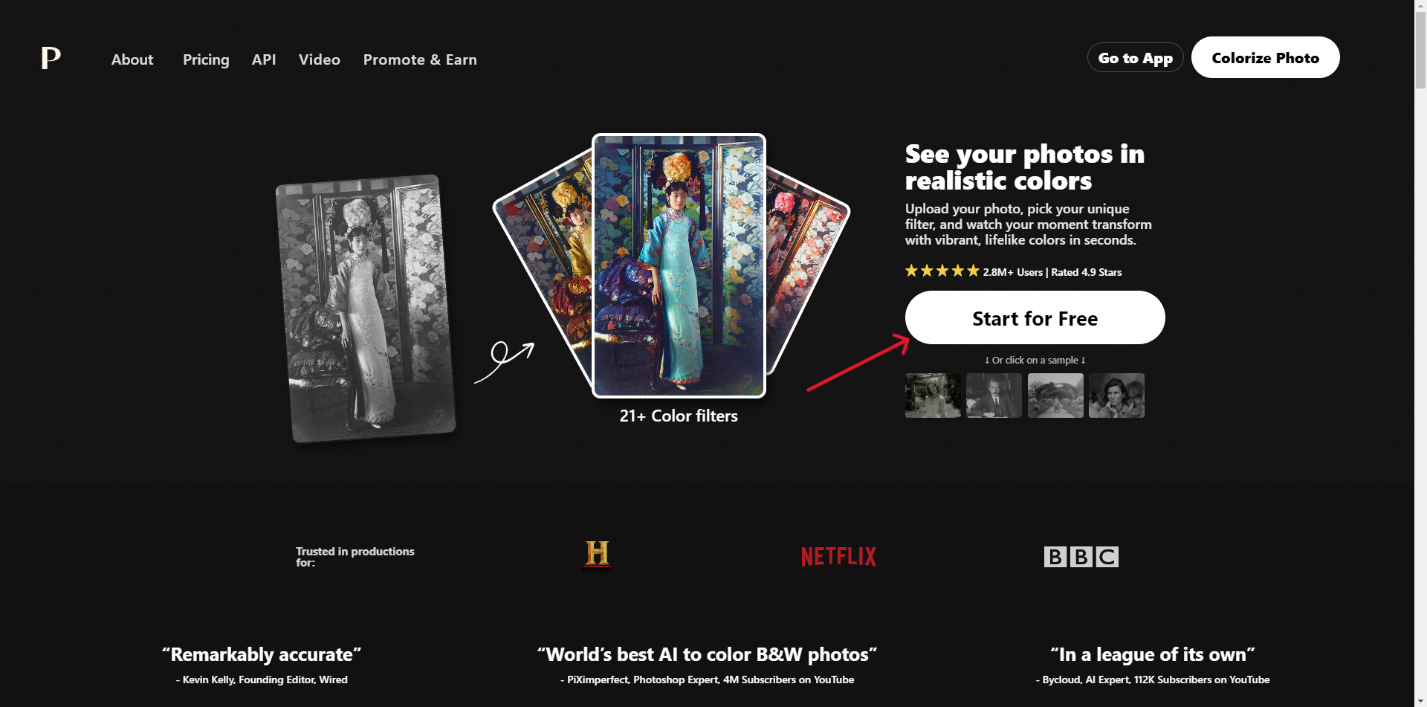 P
About
Pricing
API
Video
Promote & Earn
Go to App
Colorize Photo
See your photos in
realistic colors
Upload your photo, pick your unique
filter, and watch your moment transform
with vibrant, lifelike colors in seconds.
2.8M+ Users | Rated 4.9 Stars
Start for Free
↓ Or click on a sample ↓
21+ Color filters
Trusted in productions
for:
H
NETFLIX
BBC
“Remarkably accurate”
- Kevin Kelly, Founding Editor, Wired
“World’s best AI to color B&W photos”
- PiXimperfect, Photoshop Expert, 4M Subscribers on YouTube
“In a league of its own”
- Bycloud, AI Expert, 112K Subscribers on YouTube